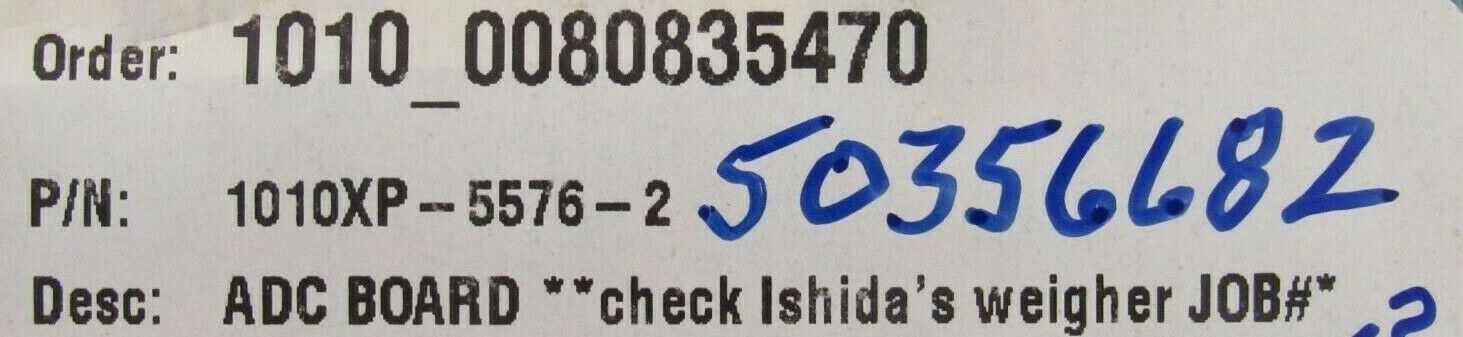 Order: 1010_0080835470
P/N: 1010XP-5576-2 50356682
Desc: ADC BOARD **check Ishida's weigher JOB#*